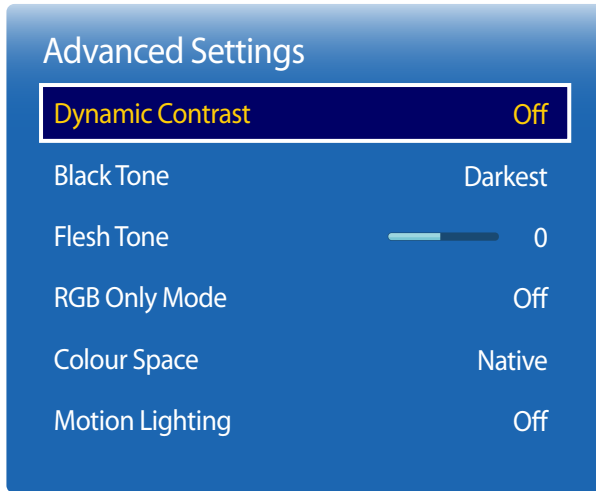 Advanced Settings
Dynamic Contrast Off
Black Tone Darkest
Flesh Tone 0
RGB Only Mode Off
Colour Space Native
Motion Lighting Off